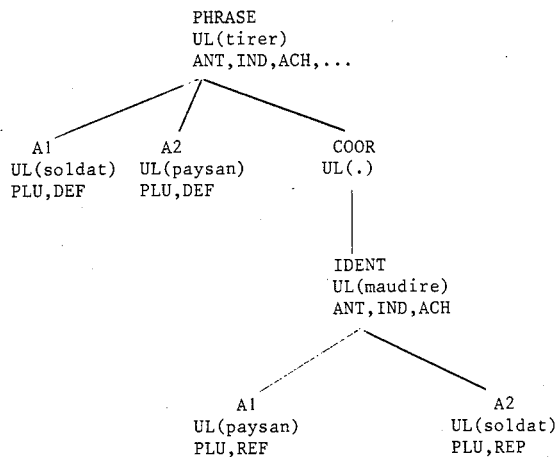 PHRASE
UL(tirer)
ANT,IND,ACH,...
A1 A2 COOR
UL(soldat) UL(paysan) UL(.)
PLU,DEF PLU,DEF
IDENT
UL(maudire)
ANT,IND,ACH
A1 A2
UL(paysan) UL(soldat)
PLU,REF PLU,REP